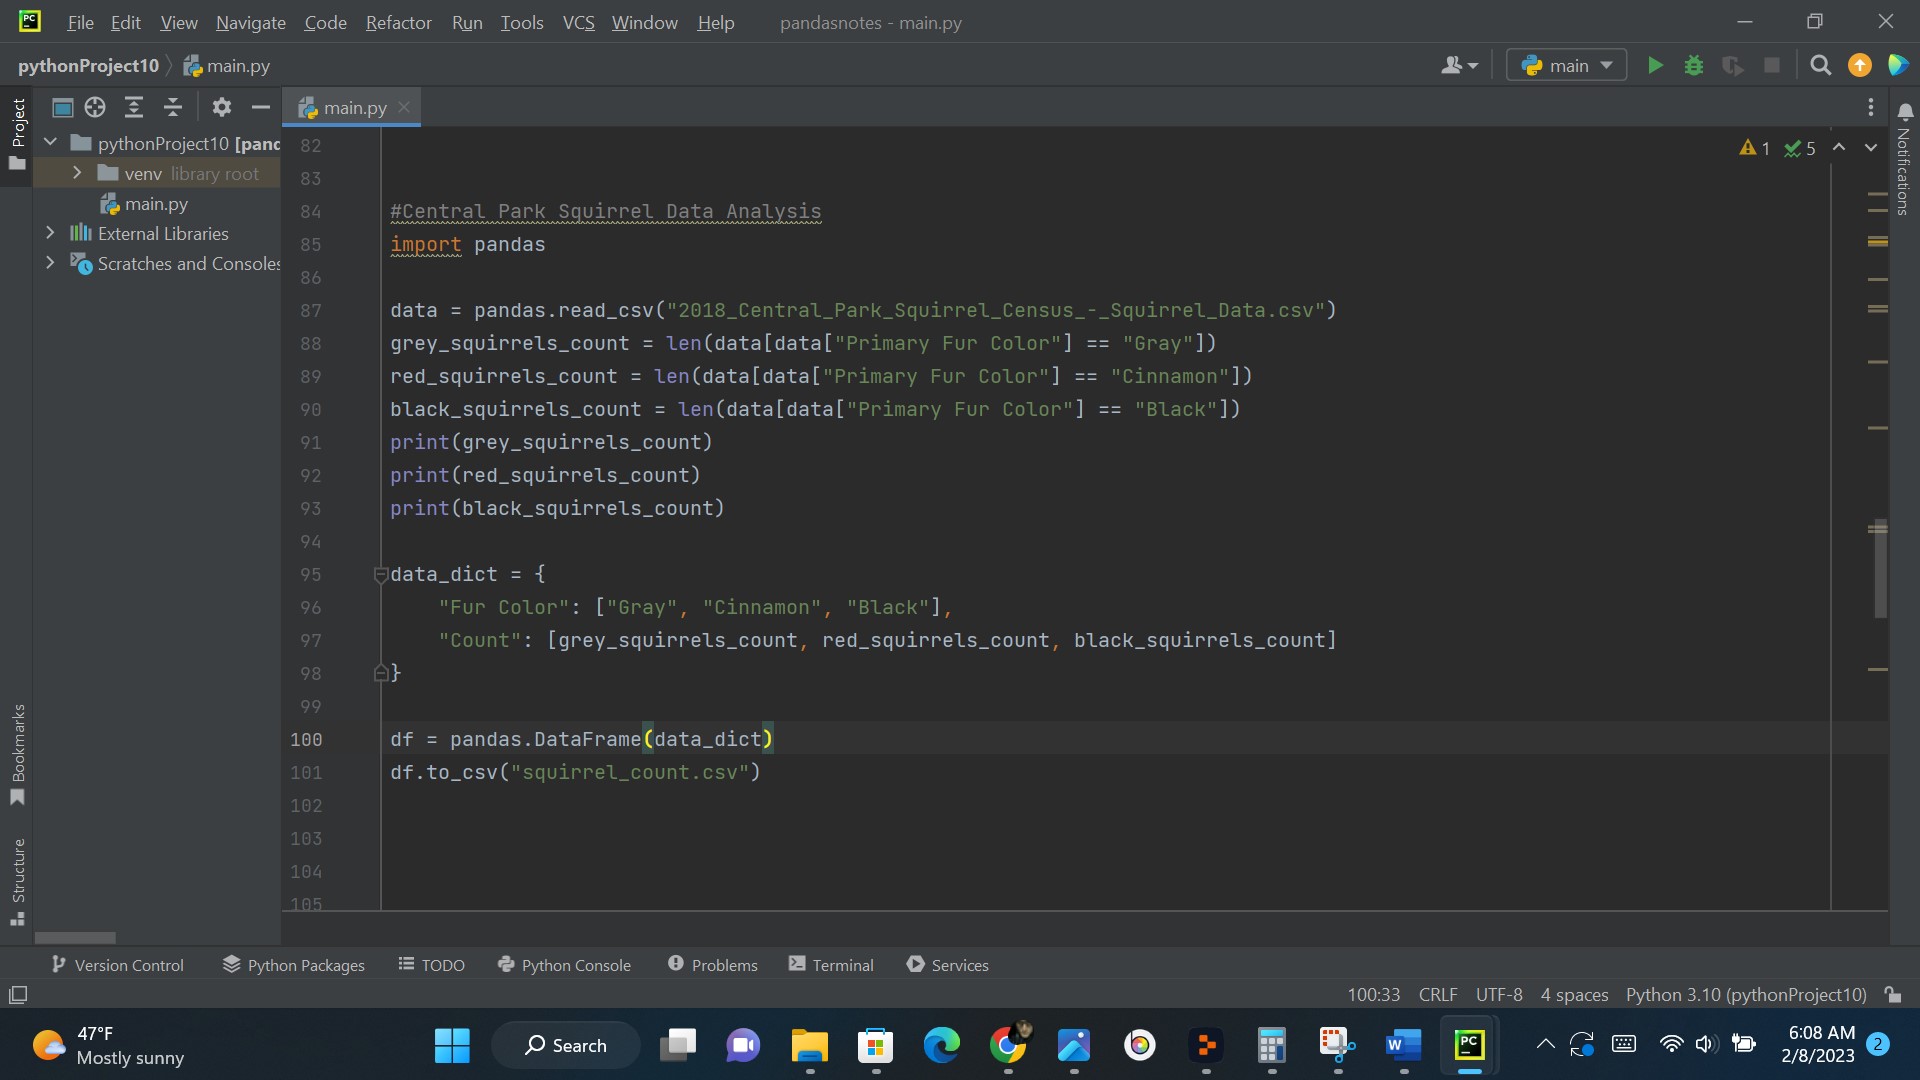 File Edit View Navigate Code Refactor Run Tools VCS Window Help pandasnotes - main.py
pythonProject10 main.py main
Project
main.py
pythonProject10 [pand
venv library root
main.py
External Libraries
Scratches and Consoles
1 5
Notifications
82
83
84 #Central Park Squirrel Data Analysis
85 import pandas
86
87 data = pandas.read_csv("2018_Central_Park_Squirrel_Census_-_Squirrel_Data.csv")
88 grey_squirrels_count = len(data[data["Primary Fur Color"] == "Gray"])
89 red_squirrels_count = len(data[data["Primary Fur Color"] == "Cinnamon"])
90 black_squirrels_count = len(data[data["Primary Fur Color"] == "Black"])
91 print(grey_squirrels_count)
92 print(red_squirrels_count)
93 print(black_squirrels_count)
94
95 data_dict = {
96 "Fur Color": ["Gray", "Cinnamon", "Black"],
97 "Count": [grey_squirrels_count, red_squirrels_count, black_squirrels_count]
98 }
99
100 df = pandas.DataFrame(data_dict)
101 df.to_csv("squirrel_count.csv")
102
103
104
105
Bookmarks
Structure
Version Control Python Packages TODO Python Console Problems Terminal Services
100:33 CRLF UTF-8 4 spaces Python 3.10 (pythonProject10)
47°F
Mostly sunny
Search
6:08 AM
2/8/2023
2